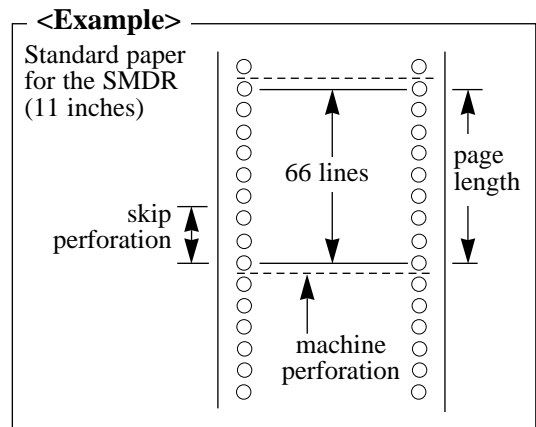 <Example>
Standard paper
for the SMDR
(11 inches)
66 lines
page
length
skip
perforation
machine
perforation